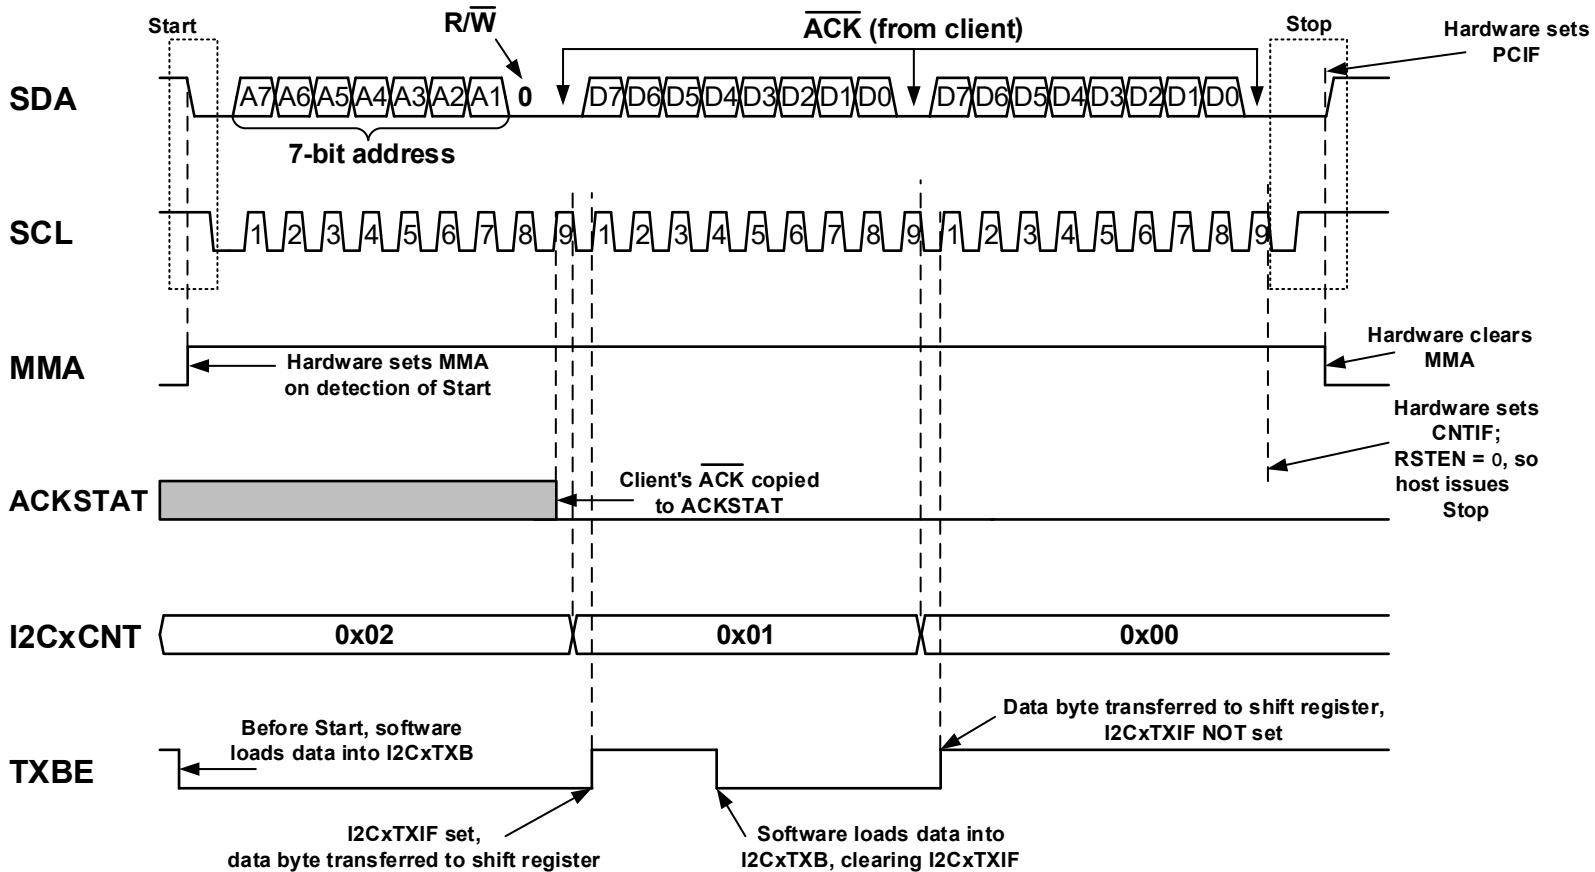 Start
R/W
ACK (from client)
Stop
Hardware sets
PCIF
SDA
A7 A6 A5 A4 A3 A2 A1 0 D7 D6 D5 D4 D3 D2 D1 D0 D7 D6 D5 D4 D3 D2 D1 D0
7-bit address
SCL
1 2 3 4 5 6 7 8 9 1 2 3 4 5 6 7 8 9 1 2 3 4 5 6 7 8 9
MMA
Hardware sets MMA
on detection of Start
Hardware clears
MMA
Hardware sets
CNTIF;
RSTEN = 0, so
host issues
Stop
ACKSTAT
Client's ACK copied
to ACKSTAT
I2CxCNT
0x02 0x01 0x00
TXBE
Before Start, software
loads data into I2CxTXB
Data byte transferred to shift register,
I2CxTXIF NOT set
I2CxTXIF set,
data byte transferred to shift register
Software loads data into
I2CxTXB, clearing I2CxTXIF